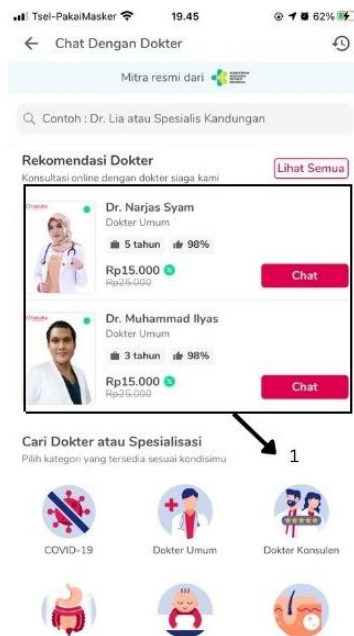 Tsel-PakaiMasker 19.45 62%
Chat Dengan Dokter
Mitra resmi dari
Contoh : Dr. Lia atau Spesialis Kandungan
Rekomendasi Dokter
Lihat Semua
Konsultasi online dengan dokter siaga kami
Dr. Narjas Syam
Dokter Umum
5 tahun 98%
Rp15.000
Rp25.000
Chat
Dr. Muhammad Ilyas
Dokter Umum
3 tahun 98%
Rp15.000
Rp25.000
Chat
Cari Dokter atau Spesialisasi
Pilih kategori yang tersedia sesuai kondisimu
1
COVID-19
Dokter Umum
Dokter Konsulen